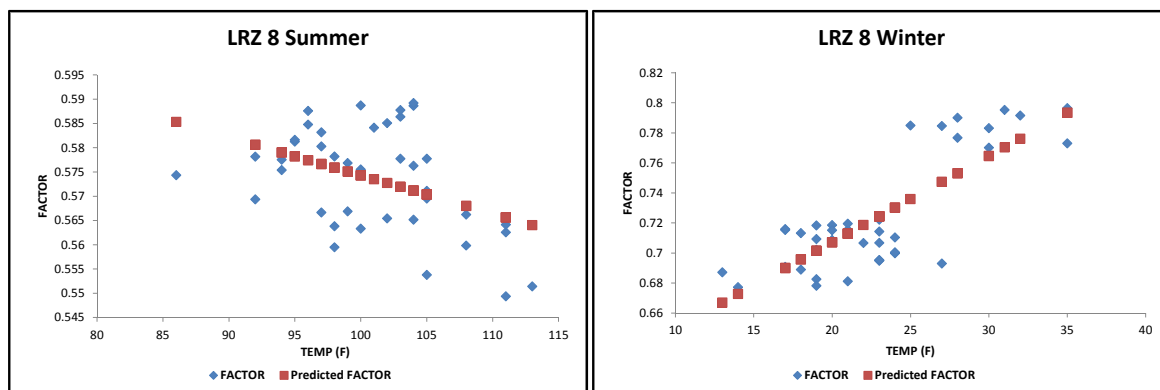 LRZ 8 Summer
FACTOR
0.595
0.59
0.585
0.58
0.575
0.57
0.565
0.56
0.555
0.55
0.545
80 85 90 95 100 105 110 115
TEMP (F)
FACTOR Predicted FACTOR
LRZ 8 Winter
FACTOR
0.82
0.8
0.78
0.76
0.74
0.72
0.7
0.68
0.66
10 15 20 25 30 35 40
TEMP (F)
FACTOR Predicted FACTOR